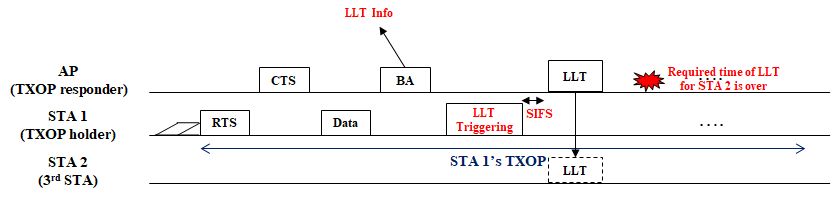 LLT Info
AP
(TXOP responder)
CTS
BA
LLT
Required time of LLT
for STA 2 is over
....
STA 1
(TXOP holder)
RTS
Data
LLT
Triggering
SIFS
....
STA 1's TXOP
STA 2
(3rd STA)
LLT